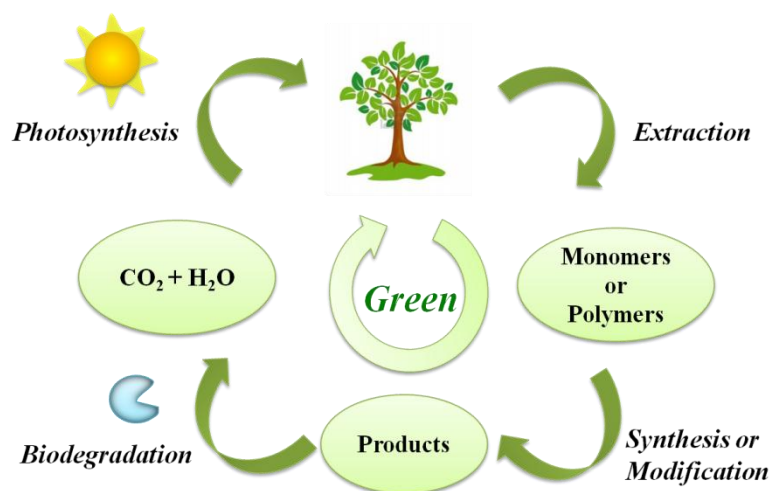 Photosynthesis
Extraction
CO₂ + H₂O
Green
Monomers
or
Polymers
Biodegradation
Products
Synthesis or
Modification